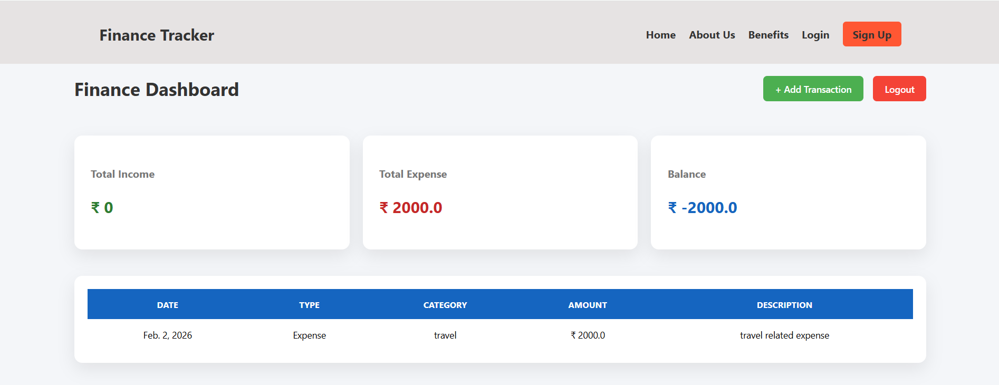 Finance Tracker Home About Us Benefits Login Sign Up
Finance Dashboard + Add Transaction Logout
Total Income Total Expense Balance
₹ 0 ₹ 2000.0 ₹ -2000.0
DATE TYPE CATEGORY AMOUNT DESCRIPTION
Feb. 2, 2026 Expense travel ₹ 2000.0 travel related expense